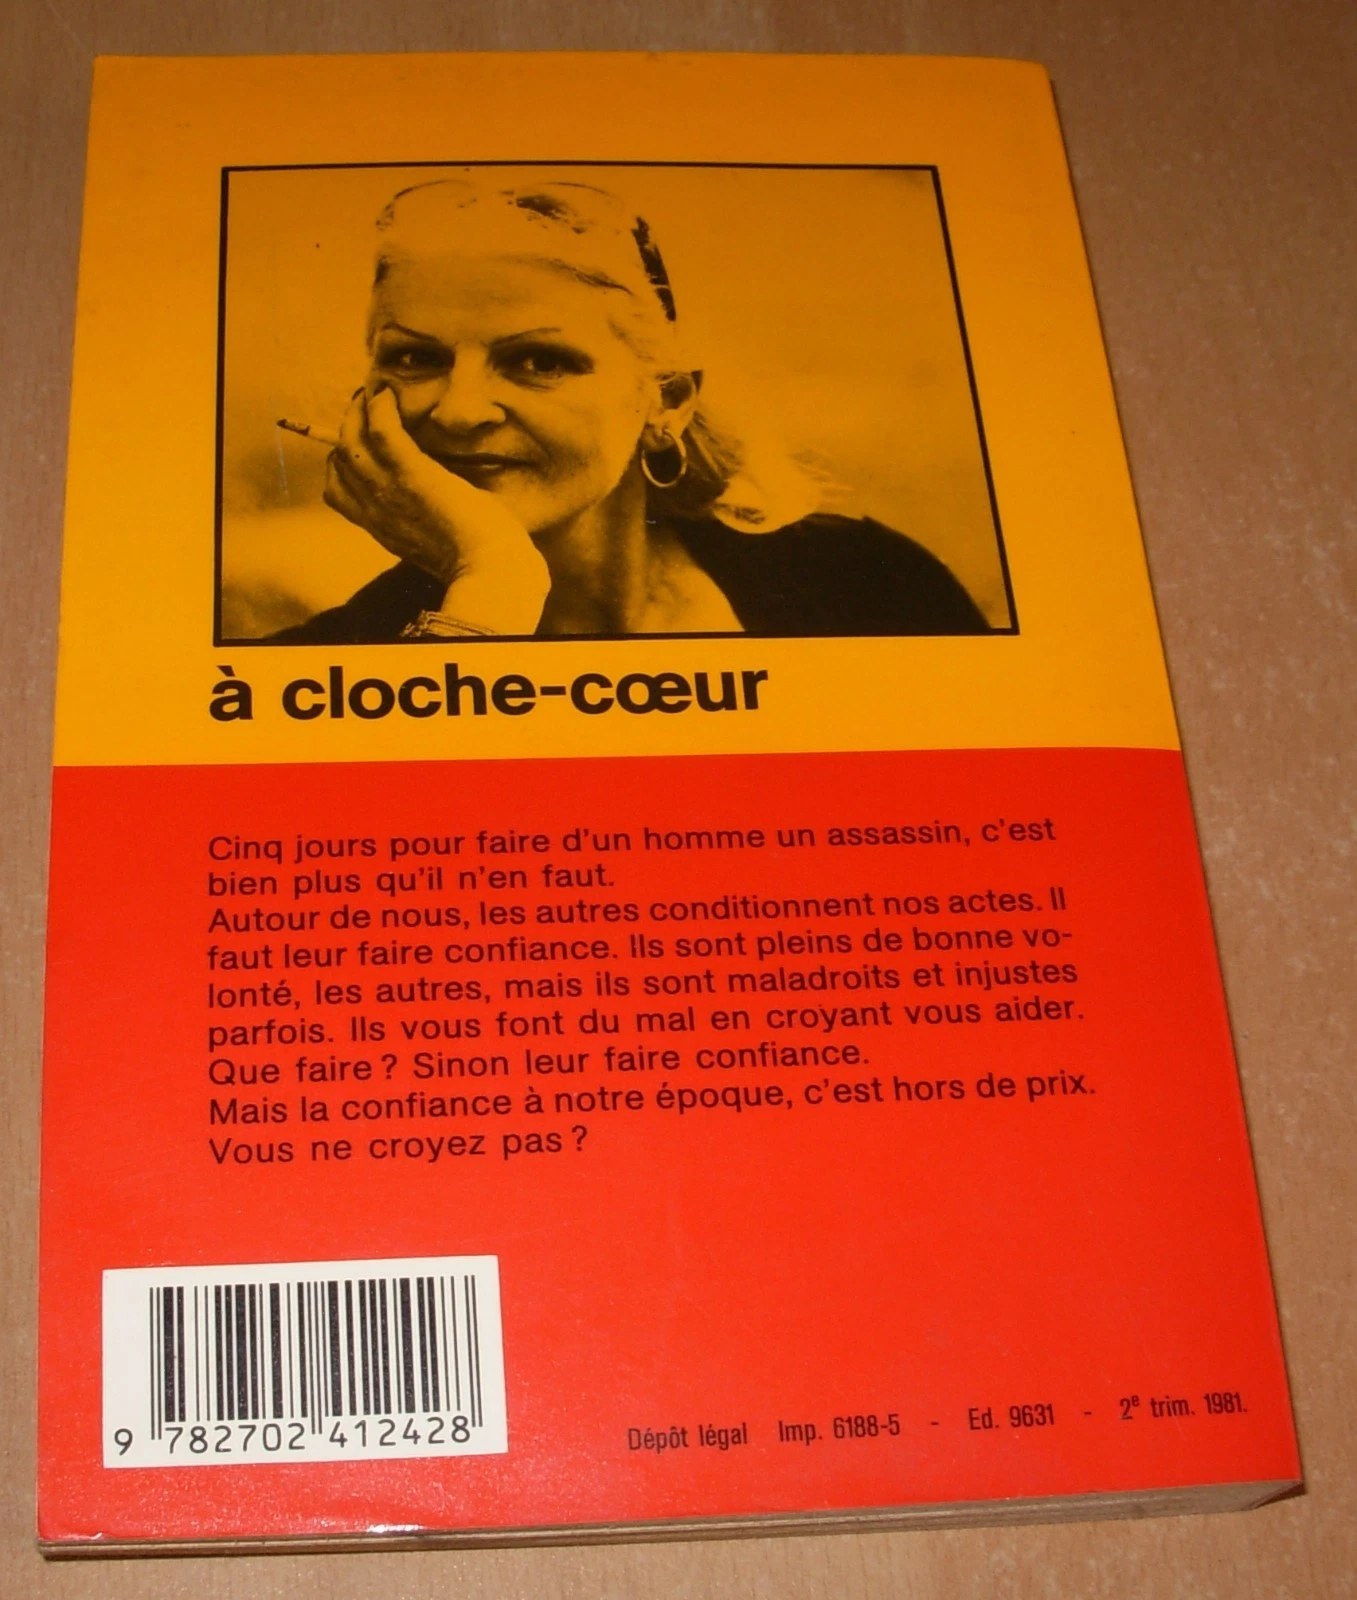 à cloche-cœur
Cinq jours pour faire d'un homme un assassin, c'est
bien plus qu'il n'en faut.
Autour de nous, les autres conditionnent nos actes. Il
faut leur faire confiance. Ils sont pleins de bonne vo-
lonté, les autres, mais ils sont maladroits et injustes
parfois. Ils vous font du mal en croyant vous aider.
Que faire ? Sinon leur faire confiance.
Mais la confiance à notre époque, c'est hors de prix.
Vous ne croyez pas ?
9 782702 412428
Dépôt légal Imp. 6188-5 - Ed. 9631 - 2e trim. 1981.